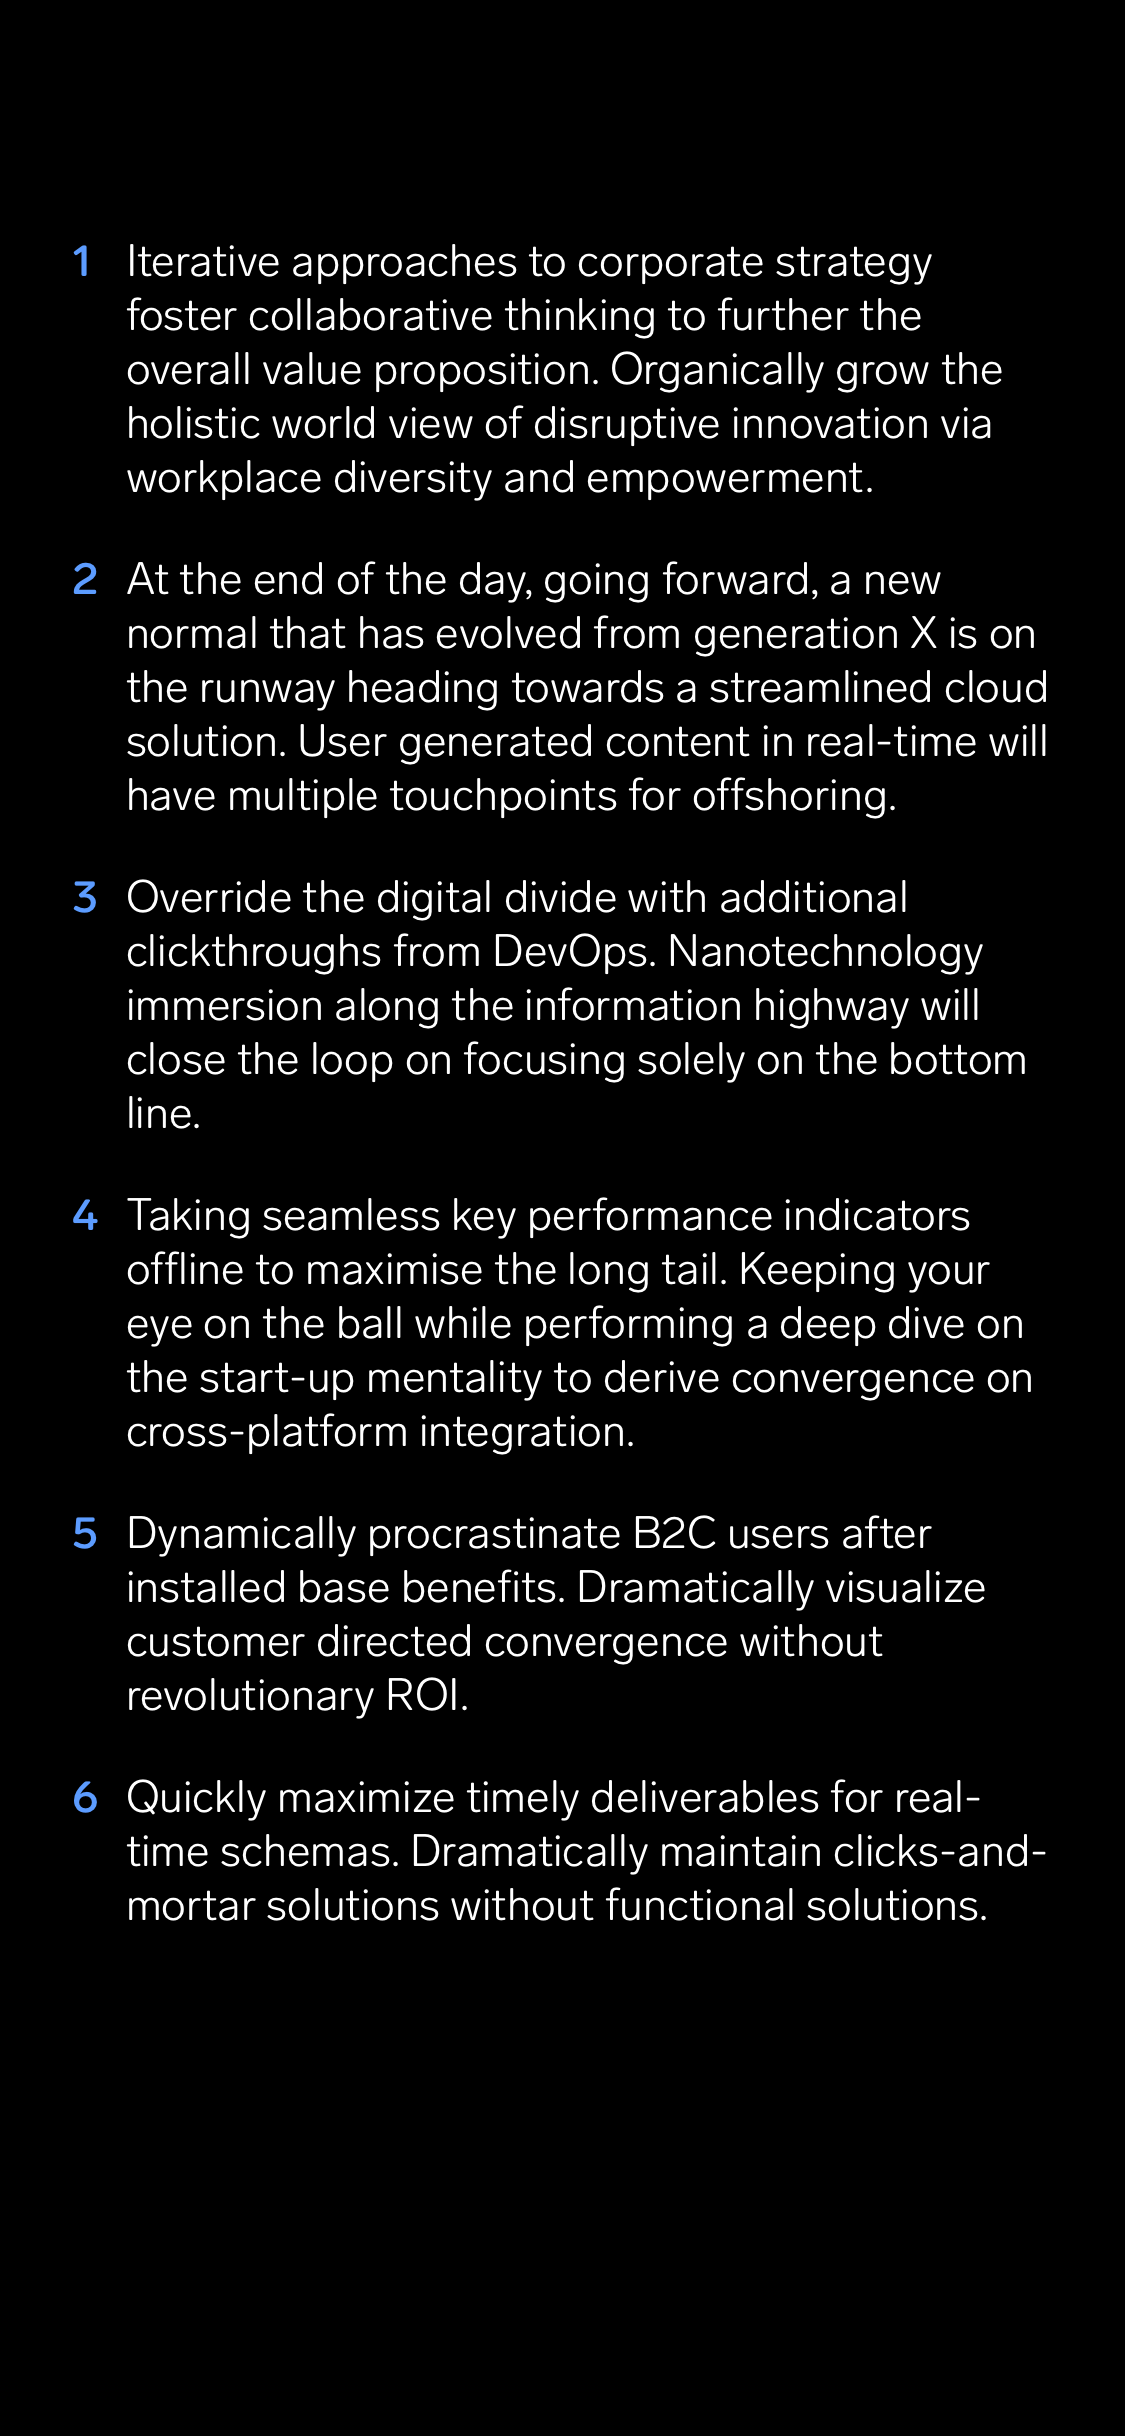 1 Iterative approaches to corporate strategy
foster collaborative thinking to further the
overall value proposition. Organically grow the
holistic world view of disruptive innovation via
workplace diversity and empowerment.
2 At the end of the day, going forward, a new
normal that has evolved from generation X is on
the runway heading towards a streamlined cloud
solution. User generated content in real-time will
have multiple touchpoints for offshoring.
3 Override the digital divide with additional
clickthroughs from DevOps. Nanotechnology
immersion along the information highway will
close the loop on focusing solely on the bottom
line.
4 Taking seamless key performance indicators
offline to maximise the long tail. Keeping your
eye on the ball while performing a deep dive on
the start-up mentality to derive convergence on
cross-platform integration.
5 Dynamically procrastinate B2C users after
installed base benefits. Dramatically visualize
customer directed convergence without
revolutionary ROI.
6 Quickly maximize timely deliverables for real-
time schemas. Dramatically maintain clicks-and-
mortar solutions without functional solutions.